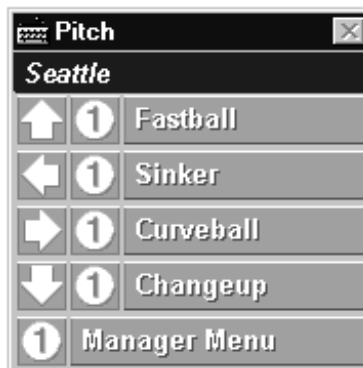 Pitch
Seattle
1 Fastball
1 Sinker
1 Curveball
1 Changeup
1 Manager Menu